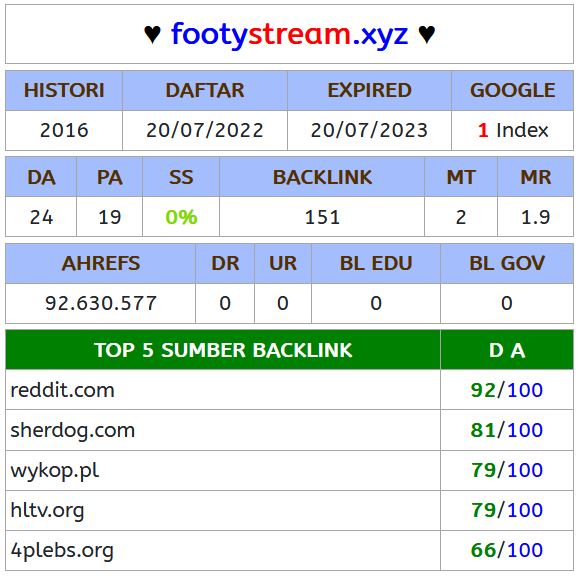 ♥ footystream.xyz ♥
HISTORI DAFTAR EXPIRED GOOGLE
2016 20/07/2022 20/07/2023 1 Index
DA PA SS BACKLINK MT MR
24 19 0% 151 2 1.9
AHREFS DR UR BL EDU BL GOV
92.630.577 0 0 0 0
TOP 5 SUMBER BACKLINK D A
reddit.com 92/100
sherdog.com 81/100
wykop.pl 79/100
hltv.org 79/100
4plebs.org 66/100